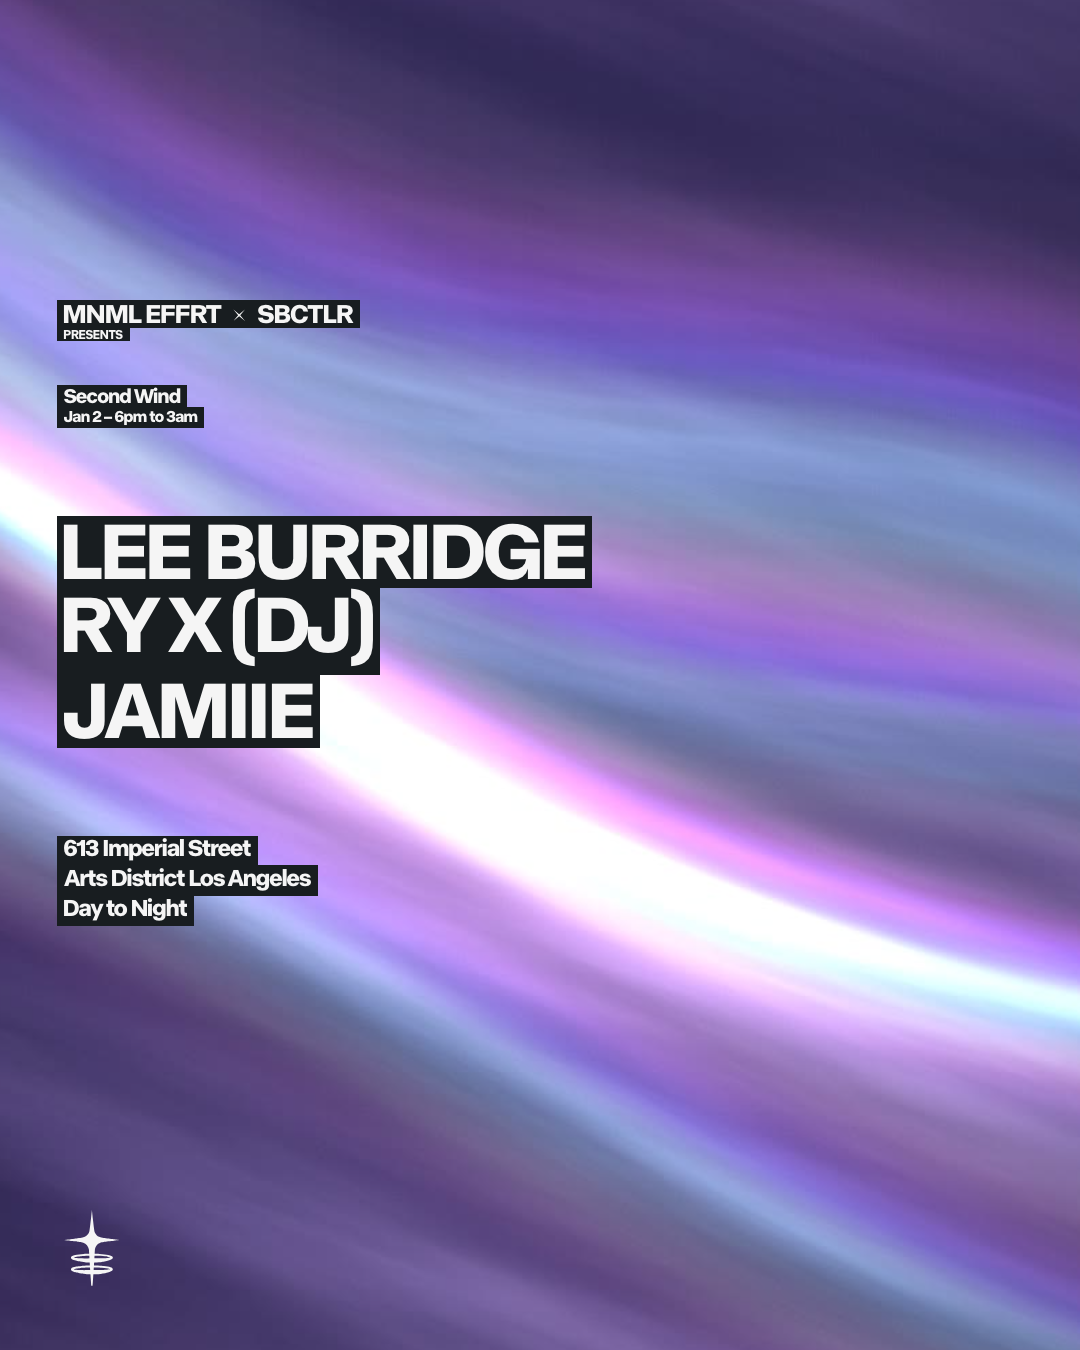 MNML EFFRT × SBCTLR
PRESENTS
Second Wind
Jan 2 – 6pm to 3am
LEE BURRIDGE
RY X (DJ)
JAMIIE
613 Imperial Street
Arts District Los Angeles
Day to Night